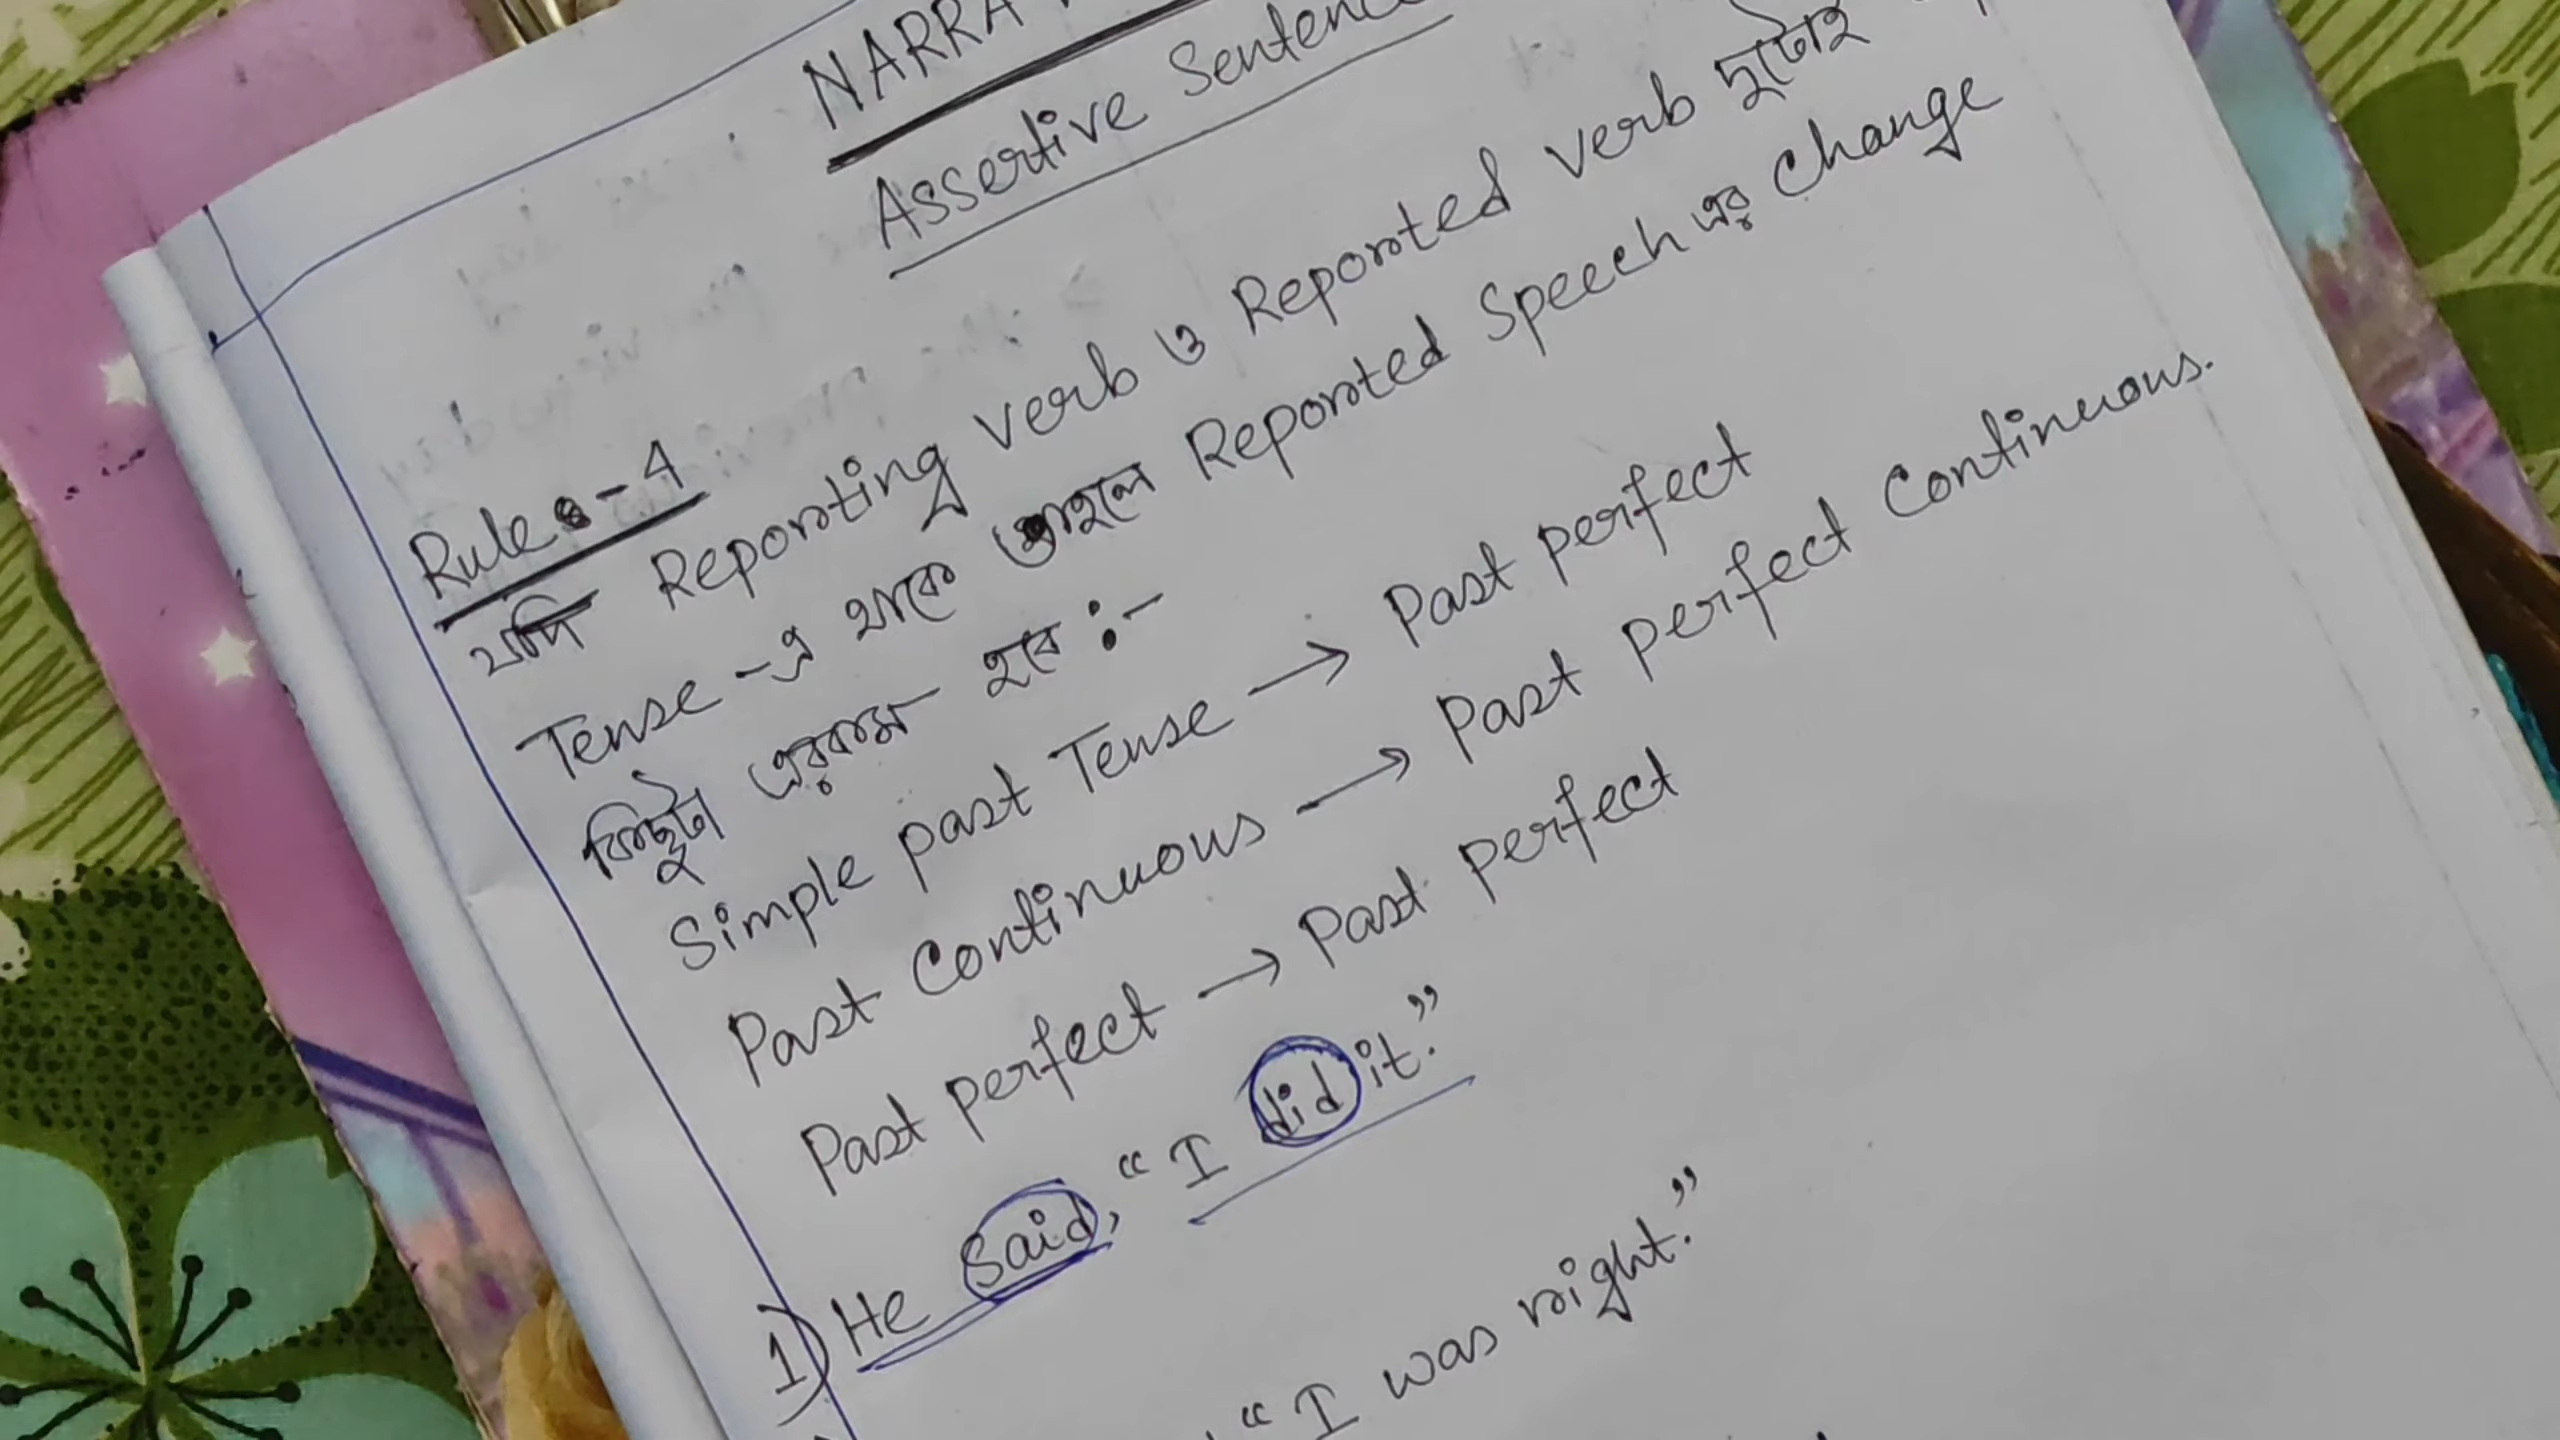 NARRA
Assertive Sentence
Rule - 4
যদি Reporting verb ও Reported verb দুটোই
Tense - এ থাকে তাহলে Reported Speech এর Change
কিছুটা এরকম হবে :-
Simple past Tense → Past perfect
Past Continuous → Past perfect Continuous.
Past perfect → Past perfect
1) He said, “I did it.”
“I was right.”